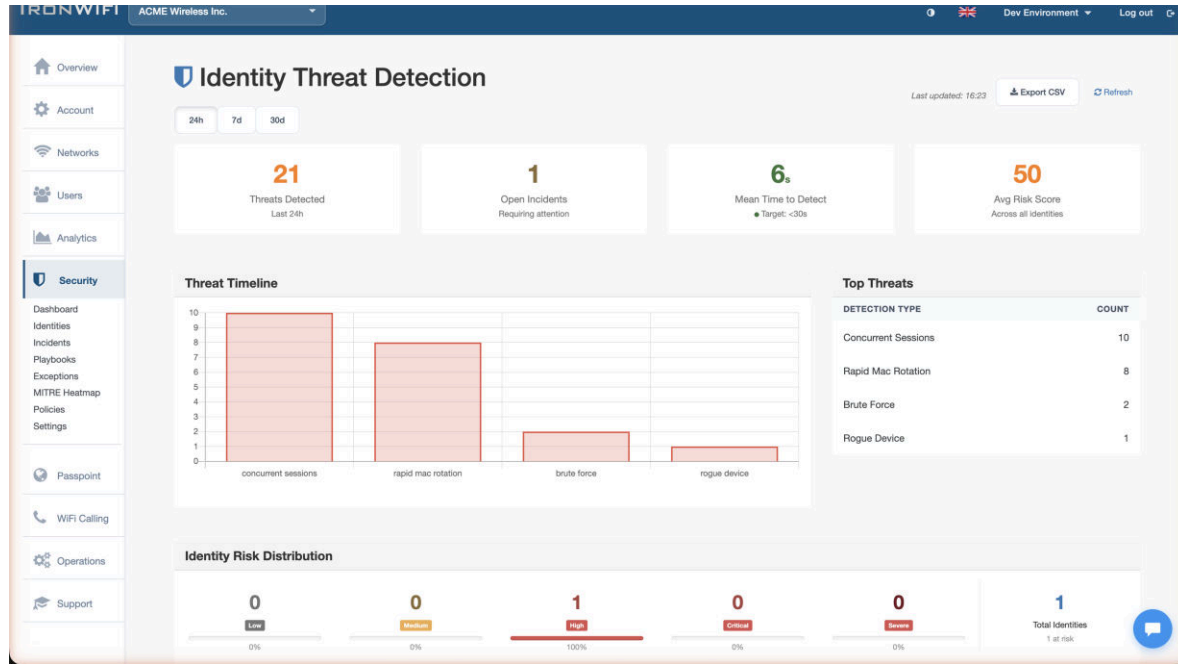 IRONWIFI
ACME Wireless Inc.
Dev Environment
Log out
Overview
Account
Networks
Users
Analytics
Security
Dashboard
Identities
Incidents
Playbooks
Exceptions
MITRE Heatmap
Policies
Settings
Passpoint
WiFi Calling
Operations
Support
Identity Threat Detection
Last updated: 16:23
Export CSV
Refresh
24h 7d 30d
21
Threats Detected
Last 24h
1
Open Incidents
Requiring attention
6s
Mean Time to Detect
Target: <30s
50
Avg Risk Score
Across all identities
Threat Timeline
10
9
8
7
6
5
4
3
2
1
0
concurrent sessions rapid mac rotation brute force rogue device
Top Threats
DETECTION TYPE COUNT
Concurrent Sessions 10
Rapid Mac Rotation 8
Brute Force 2
Rogue Device 1
Identity Risk Distribution
0
Low
0%
0
Medium
0%
1
High
100%
0
Critical
0%
0
Severe
0%
1
Total Identities
1 at risk